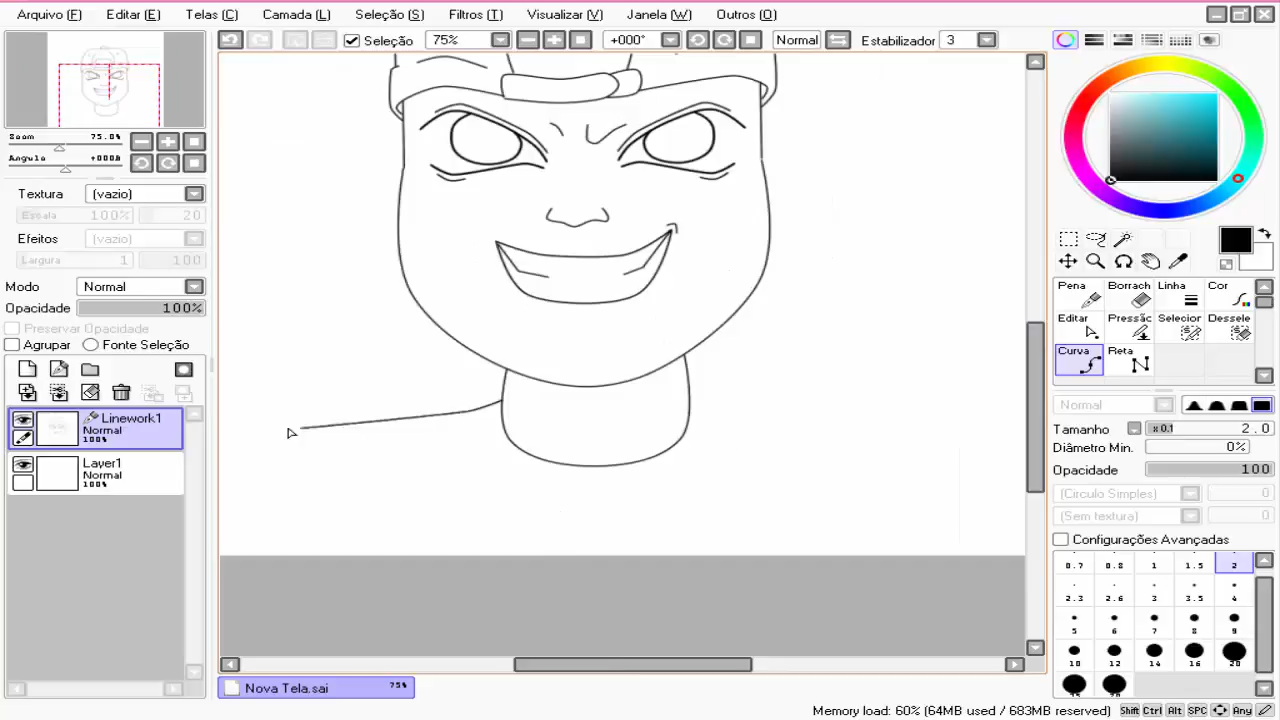 Arquivo (F) Editar (E) Telas (C) Camada (L) Seleção (S) Filtros (T) Visualizar (V) Janela (W) Outros (O)
Seleção 75% +000° Normal Estabilizador 3
Zoom 75.0%
Angulo +000A
Textura (vazio)
Escala 100% 20
Efeitos (vazio)
Largura 1 100
Modo Normal
Opacidade 100%
Preservar Opacidade
Agrupar Fonte Seleção
Linework1
Normal
100%
Layer1
Normal
100%
Pena Borrach Linha Cor
Editar Pressãc Selecior Dessele
Curva Reta
Normal
Tamanho x 0.1 2.0
Diâmetro Min. 0%
Opacidade 100
(Circulo Simples) 0
(Sem textura) 0
Configurações Avançadas
0.7 0.8 1 1.5 2
2.3 2.6 3 3.5 4
5 6 7 8 9
10 12 14 16 20
Nova Tela.sai 75%
Memory load: 60% (64MB used / 683MB reserved) Shift Ctrl Alt SPC Any